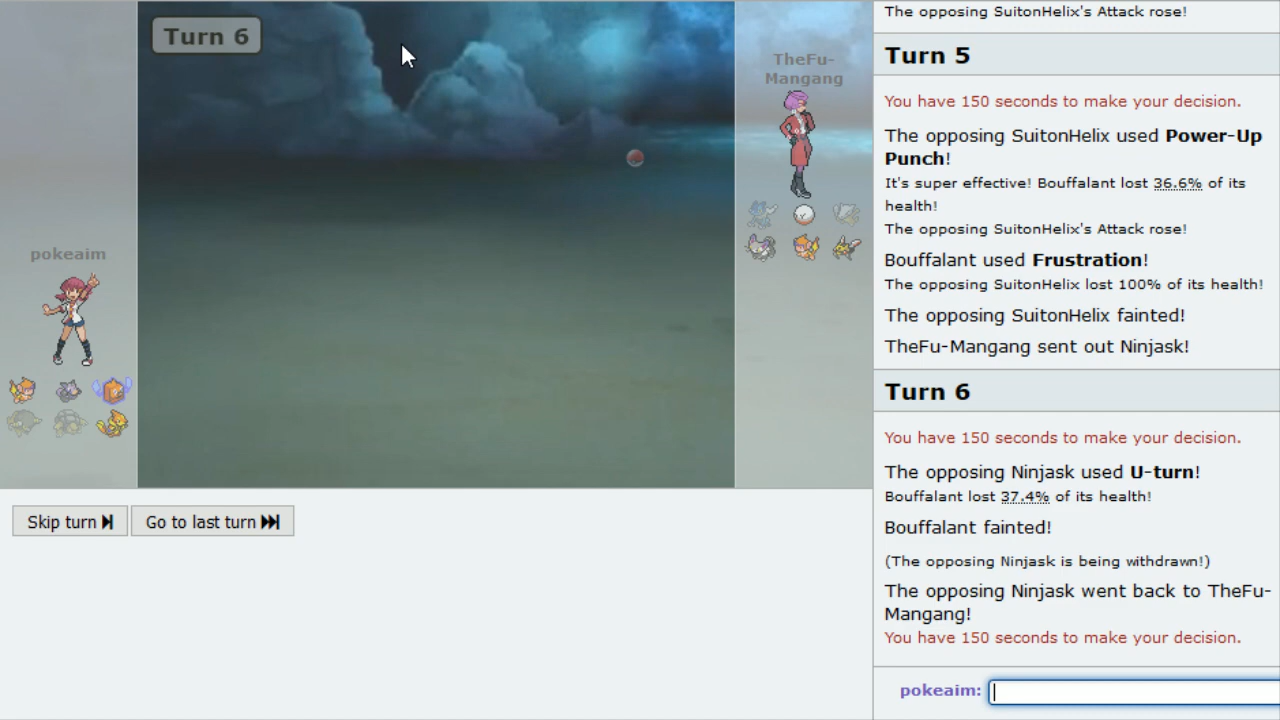 The opposing SuitonHelix's Attack rose!
Turn 6
TheFu-
Mangang
pokeaim
Turn 5
You have 150 seconds to make your decision.
The opposing SuitonHelix used Power-Up
Punch!
It's super effective! Bouffalant lost 36.6% of its
health!
The opposing SuitonHelix's Attack rose!
Bouffalant used Frustration!
The opposing SuitonHelix lost 100% of its health!
The opposing SuitonHelix fainted!
TheFu-Mangang sent out Ninjask!
Turn 6
You have 150 seconds to make your decision.
The opposing Ninjask used U-turn!
Bouffalant lost 37.4% of its health!
Bouffalant fainted!
(The opposing Ninjask is being withdrawn!)
The opposing Ninjask went back to TheFu-
Mangang!
You have 150 seconds to make your decision.
pokeaim:
Skip turn
Go to last turn